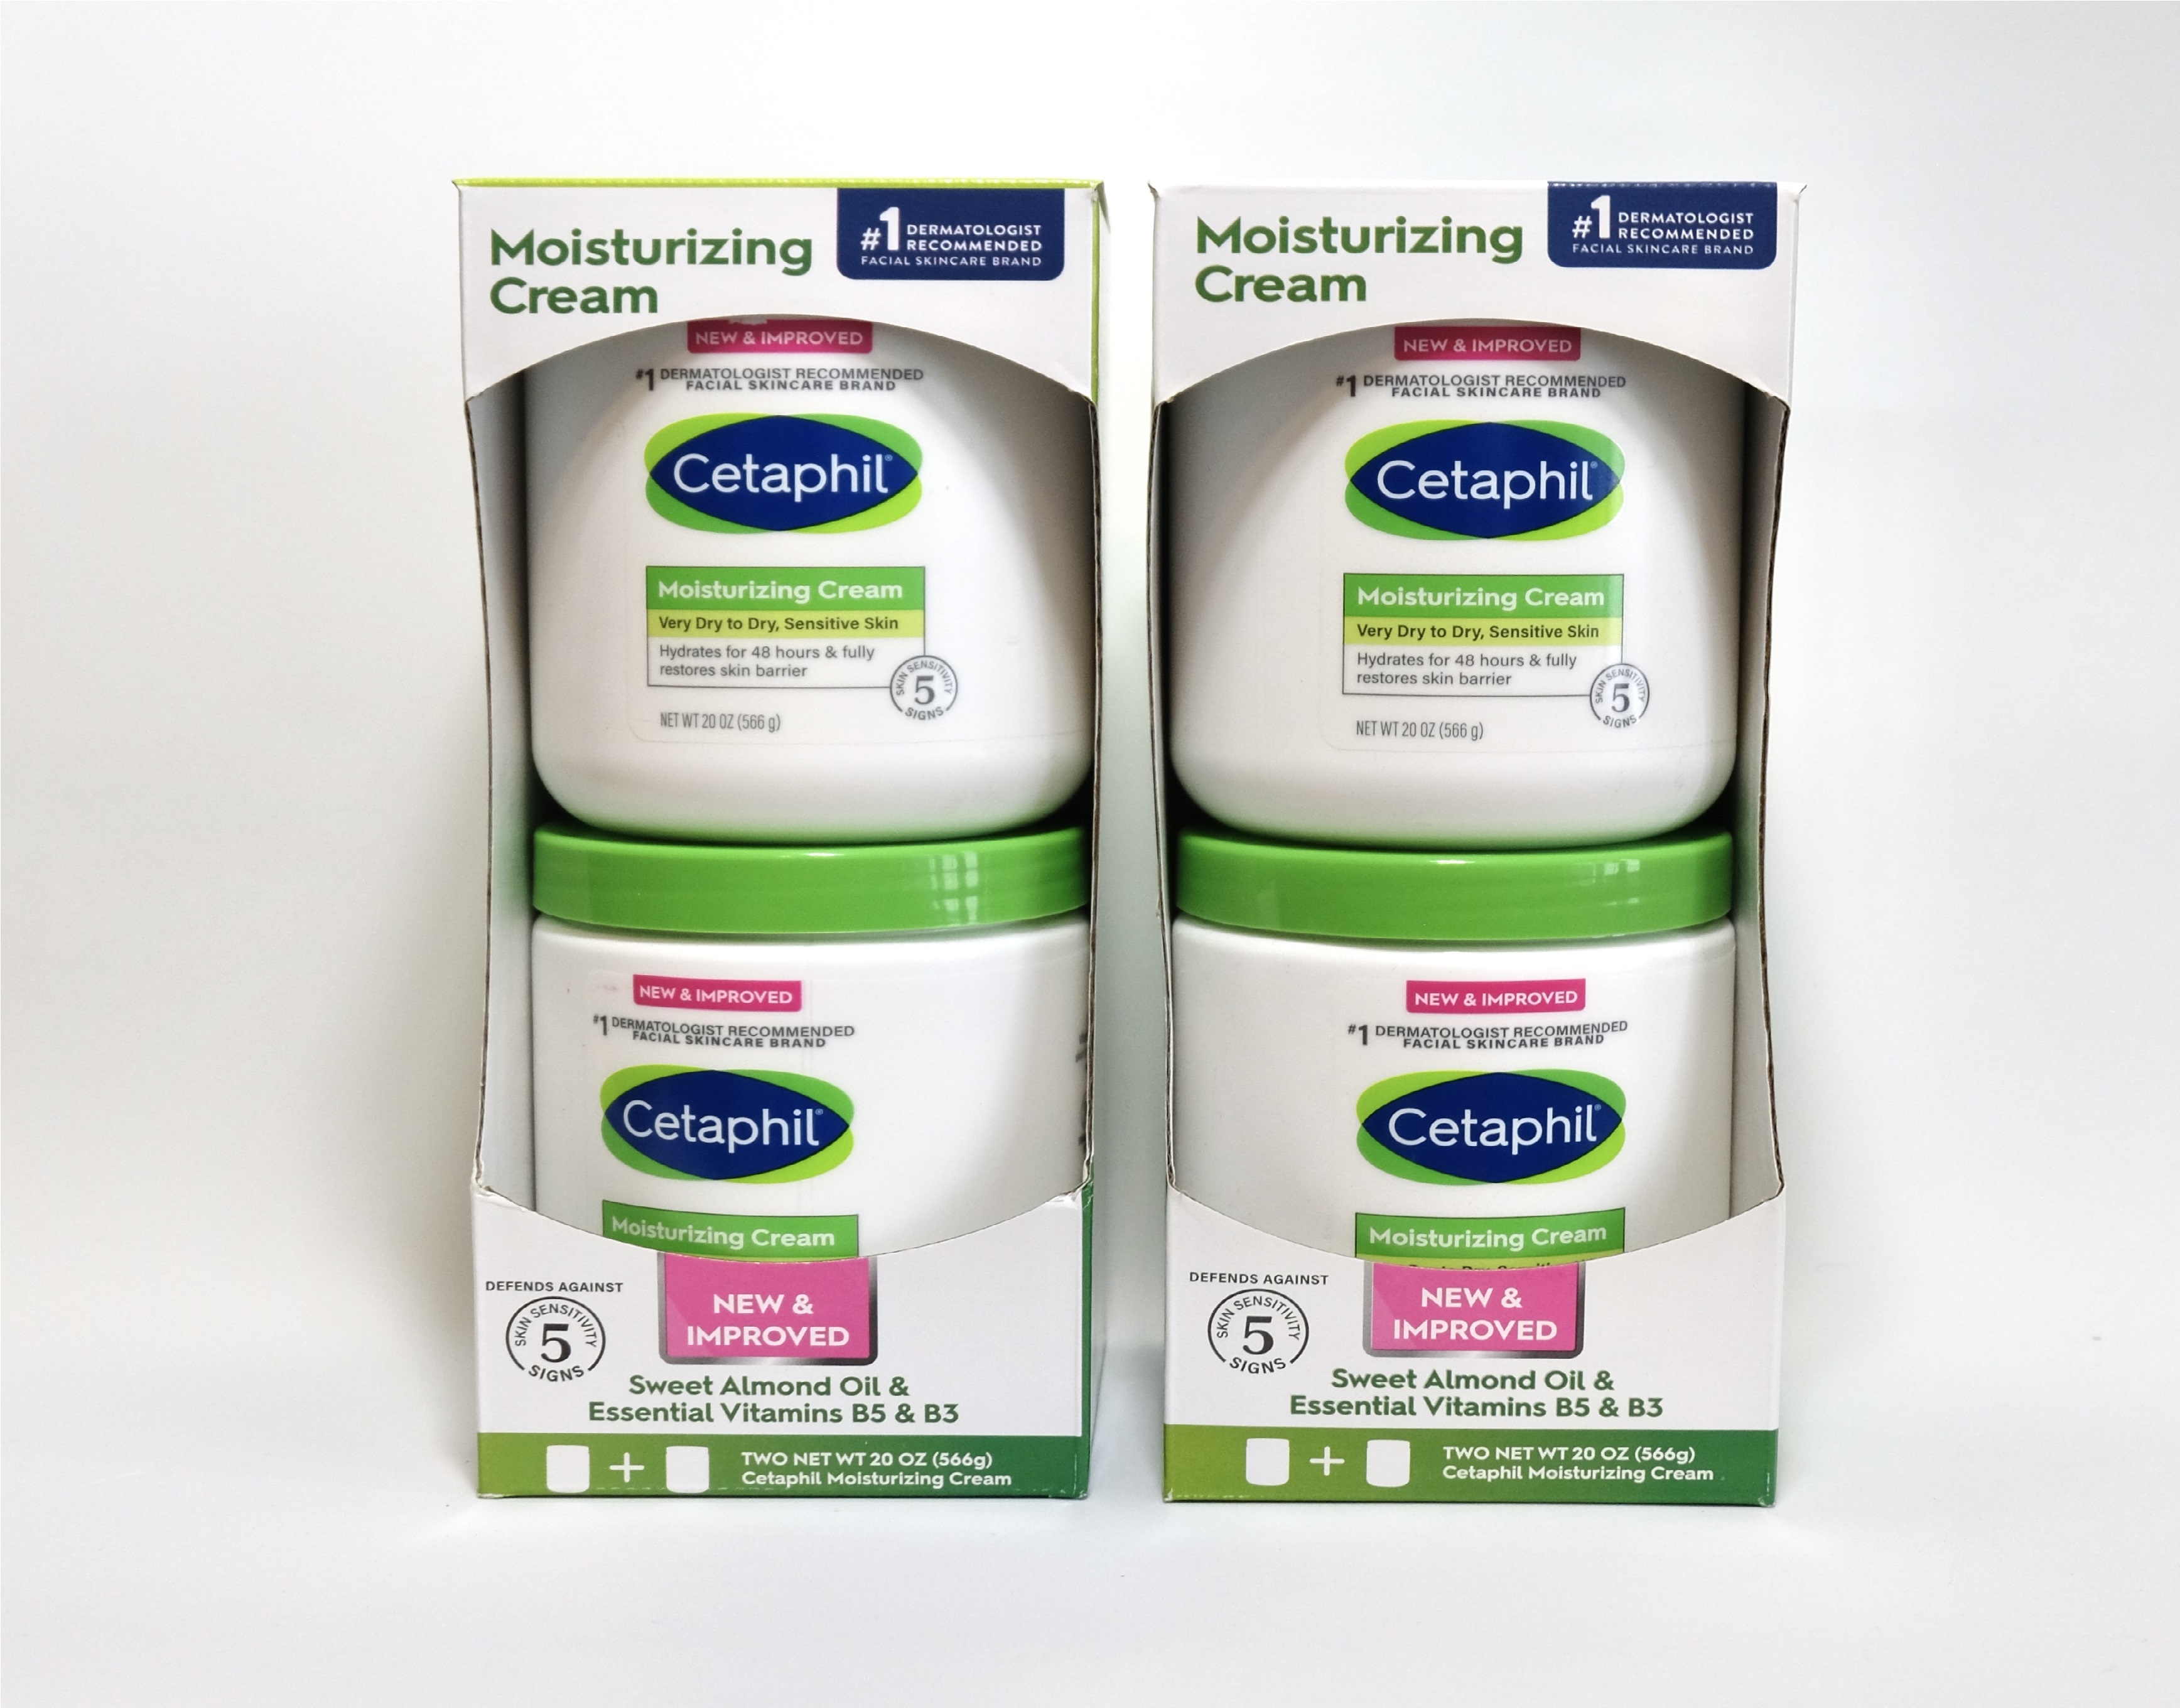 Moisturizing
Cream
#1 DERMATOLOGIST
RECOMMENDED
FACIAL SKINCARE BRAND
NEW & IMPROVED
#1 DERMATOLOGIST RECOMMENDED
FACIAL SKINCARE BRAND
Cetaphil®
Moisturizing Cream
Very Dry to Dry, Sensitive Skin
Hydrates for 48 hours & fully
restores skin barrier
SKIN SENSITIVITY
5
SIGNS
NET WT 20 OZ (566 g)
NEW & IMPROVED
#1 DERMATOLOGIST RECOMMENDED
FACIAL SKINCARE BRAND
Cetaphil®
Moisturizing Cream
DEFENDS AGAINST
SKIN SENSITIVITY
5
SIGNS
NEW &
IMPROVED
Sweet Almond Oil &
Essential Vitamins B5 & B3
+
TWO NET WT 20 OZ (566g)
Cetaphil Moisturizing Cream
Moisturizing
Cream
#1 DERMATOLOGIST
RECOMMENDED
FACIAL SKINCARE BRAND
NEW & IMPROVED
#1 DERMATOLOGIST RECOMMENDED
FACIAL SKINCARE BRAND
Cetaphil®
Moisturizing Cream
Very Dry to Dry, Sensitive Skin
Hydrates for 48 hours & fully
restores skin barrier
SKIN SENSITIVITY
5
SIGNS
NET WT 20 OZ (566 g)
NEW & IMPROVED
#1 DERMATOLOGIST RECOMMENDED
FACIAL SKINCARE BRAND
Cetaphil®
Moisturizing Cream
DEFENDS AGAINST
SKIN SENSITIVITY
5
SIGNS
NEW &
IMPROVED
Sweet Almond Oil &
Essential Vitamins B5 & B3
+
TWO NET WT 20 OZ (566g)
Cetaphil Moisturizing Cream